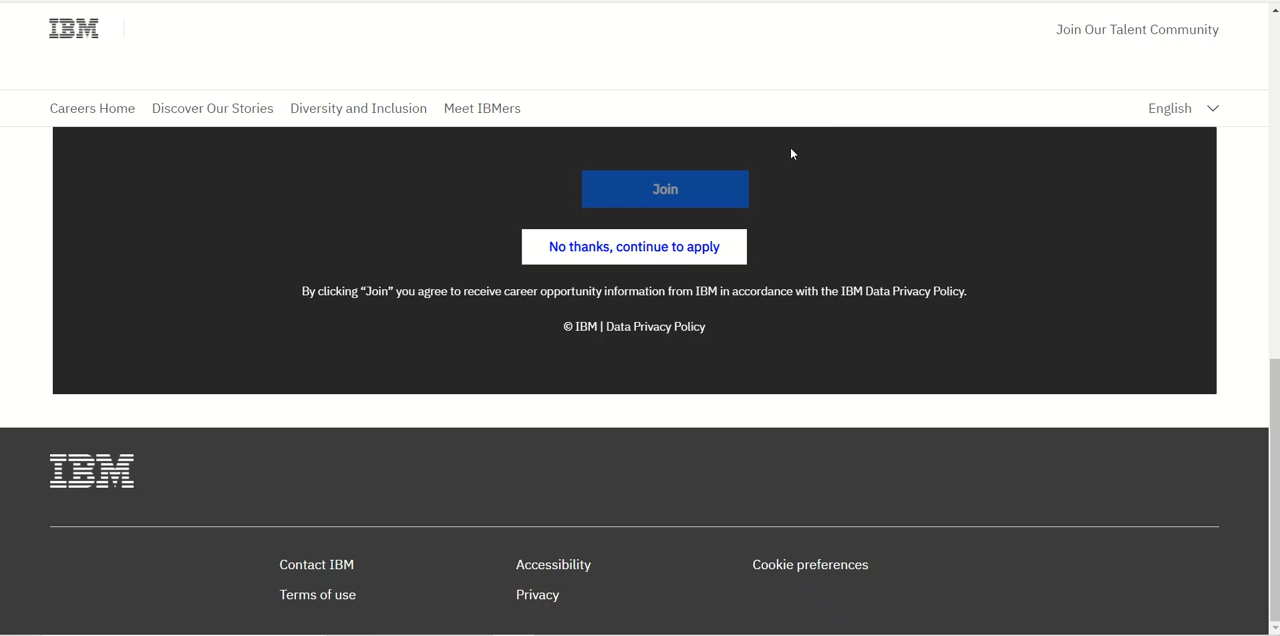 IBM
Join Our Talent Community
Careers Home Discover Our Stories Diversity and Inclusion Meet IBMers English
Join
No thanks, continue to apply
By clicking “Join” you agree to receive career opportunity information from IBM in accordance with the IBM Data Privacy Policy.
© IBM | Data Privacy Policy
IBM
Contact IBM Accessibility Cookie preferences
Terms of use Privacy